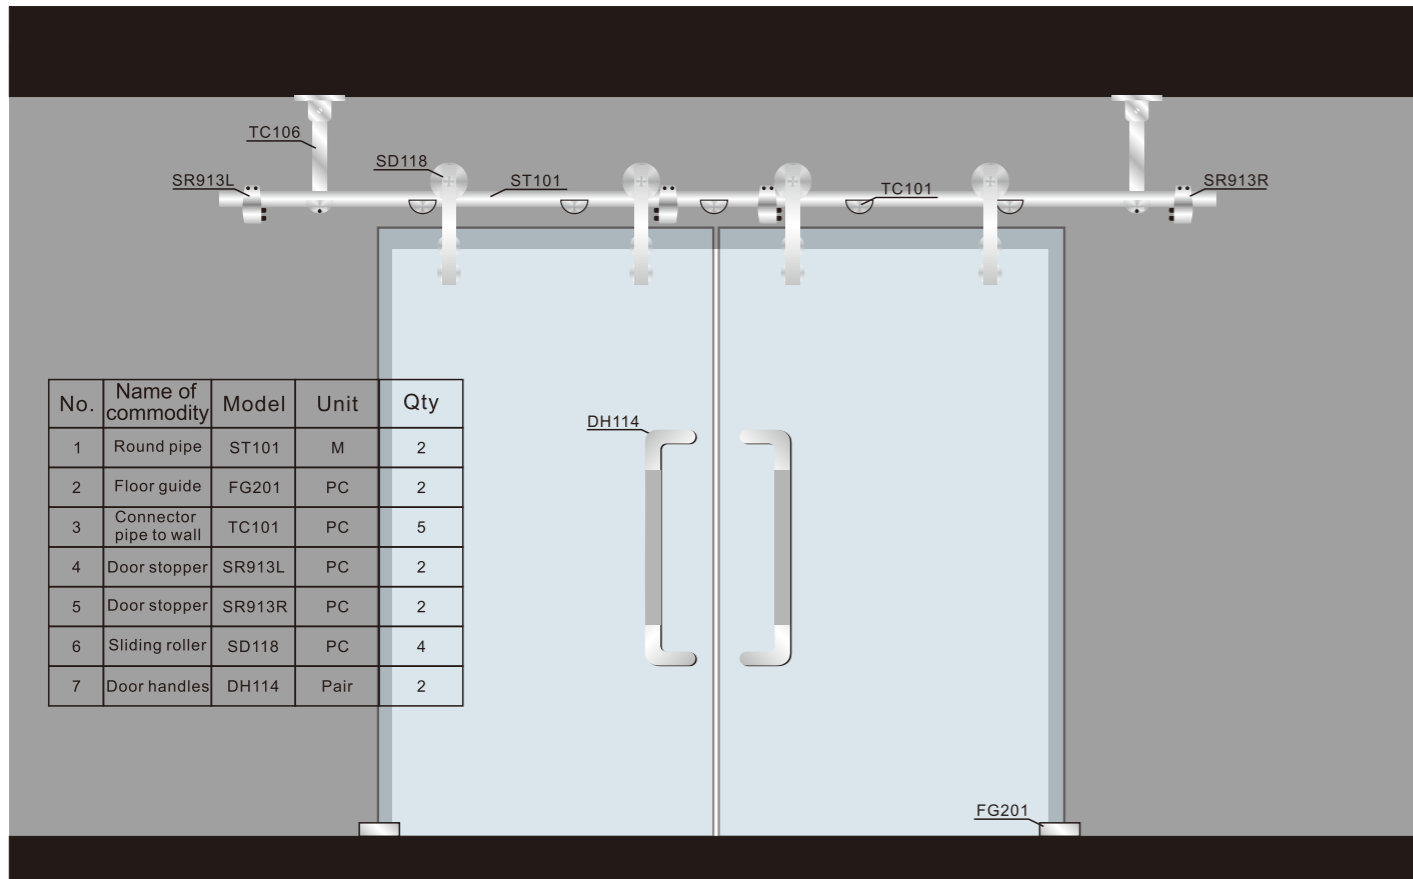 TC106
SD118
SR913L
ST101
TC101
SR913R
No. Name of commodity Model Unit Qty
1 Round pipe ST101 M 2
2 Floor guide FG201 PC 2
3 Connector pipe to wall TC101 PC 5
4 Door stopper SR913L PC 2
5 Door stopper SR913R PC 2
6 Sliding roller SD118 PC 4
7 Door handles DH114 Pair 2
DH114
FG201